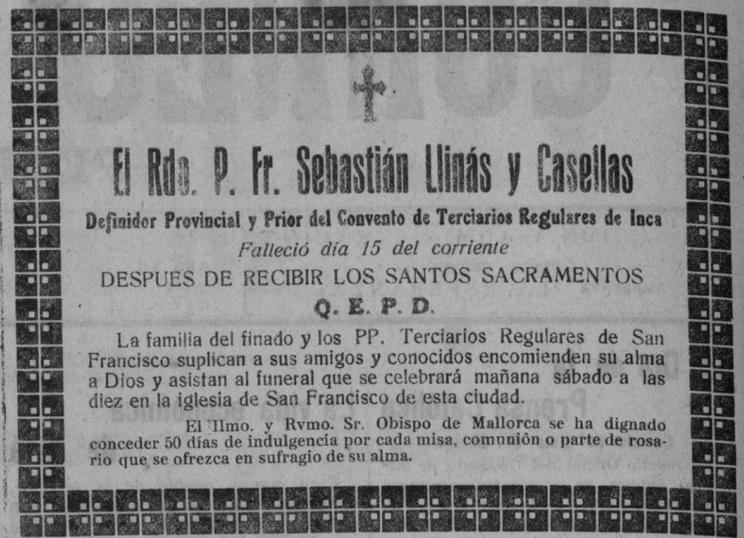 El Rdo. P. Fr. Sebastián Llinás y Casellas
Definidor Provincial y Prior del Convento de Terciarios Regulares de Inca
Falleció día 15 del corriente
DESPUES DE RECIBIR LOS SANTOS SACRAMENTOS
Q. E. P. D.
La familia del finado y los PP. Terciarios Regulares de San
Francisco suplican a sus amigos y conocidos encomienden su alma
a Dios y asistan al funeral que se celebrará mañana sábado a las
diez en la iglesia de San Francisco de esta ciudad.
El Ilmo. y Rvmo. Sr. Obispo de Mallorca se ha dignado
conceder 50 días de indulgencia por cada misa, comunión o parte de rosa-
rio que se ofrezca en sufragio de su alma.